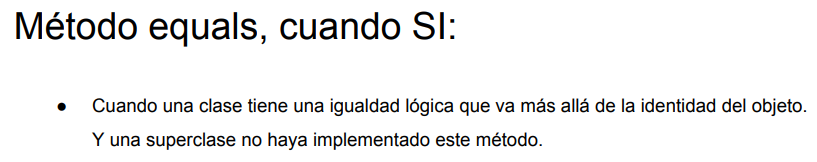 Método equals, cuando SI:
● Cuando una clase tiene una igualdad lógica que va más allá de la identidad del objeto.
Y una superclase no haya implementado este método.